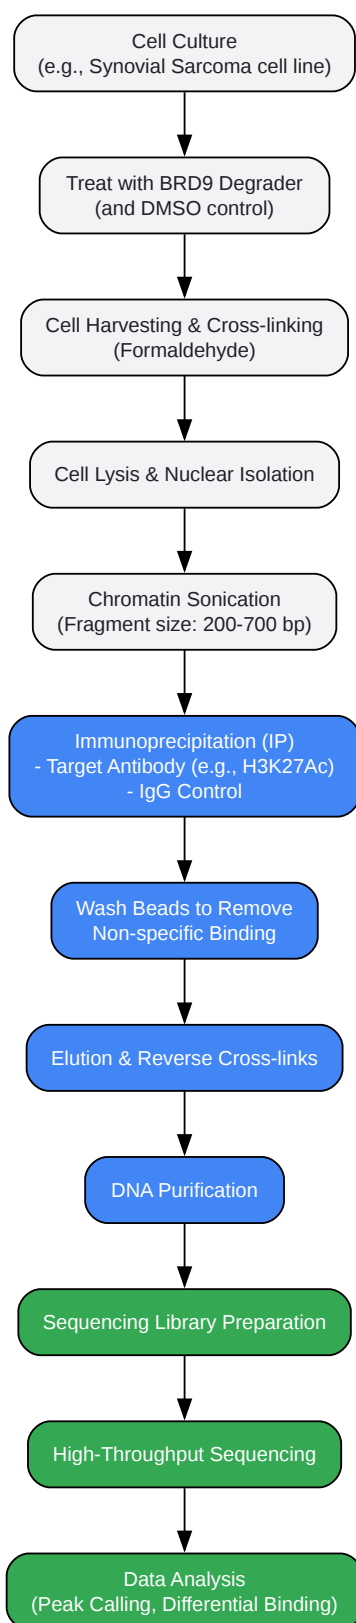 Cell Culture
(e.g., Synovial Sarcoma cell line)
Treat with BRD9 Degrader
(and DMSO control)
Cell Harvesting & Cross-linking
(Formaldehyde)
Cell Lysis & Nuclear Isolation
Chromatin Sonication
(Fragment size: 200-700 bp)
Immunoprecipitation (IP)
- Target Antibody (e.g., H3K27Ac)
- IgG Control
Wash Beads to Remove
Non-specific Binding
Elution & Reverse Cross-links
DNA Purification
Sequencing Library Preparation
High-Throughput Sequencing
Data Analysis
(Peak Calling, Differential Binding)